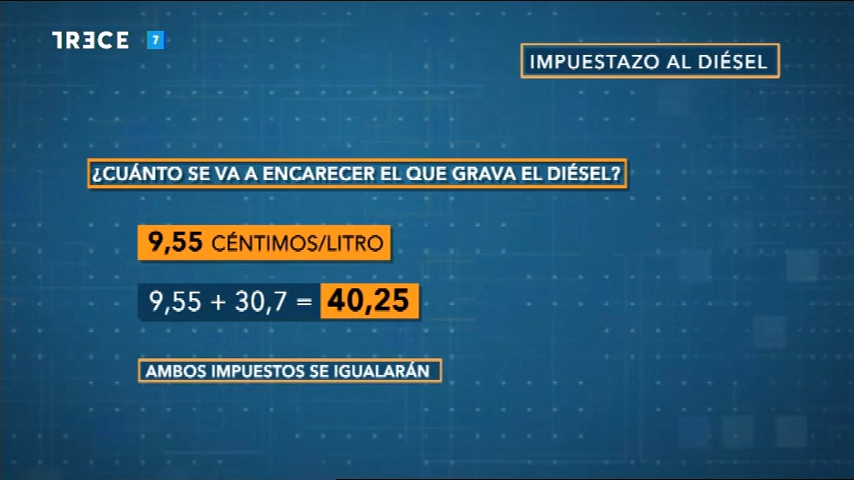 TRECE 7
IMPUESTAZO AL DIÉSEL
¿CUÁNTO SE VA A ENCARECER EL QUE GRAVA EL DIÉSEL?
9,55 CÉNTIMOS/LITRO
9,55 + 30,7 = 40,25
AMBOS IMPUESTOS SE IGUALARÁN